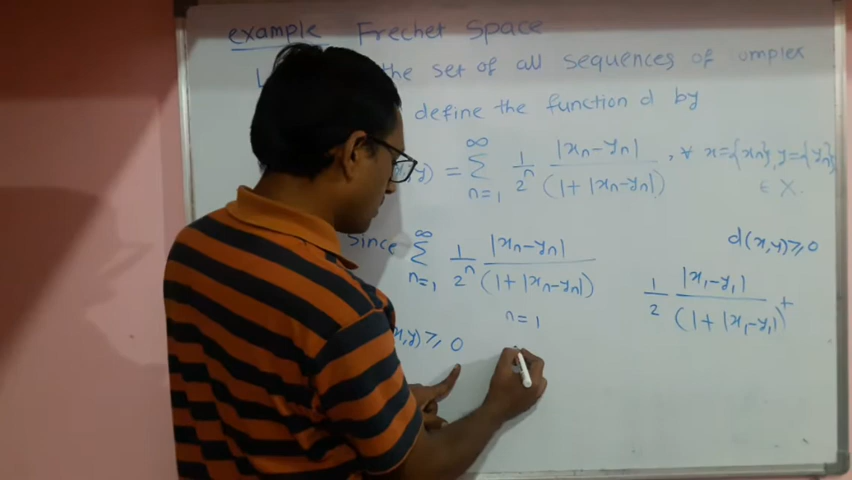 example Frechet Space
the set of all sequences of omplex
define the function d by
,y) = ∞ Σ n=1 1/2^n |xn-yn| / (1+|xn-yn|) , ∀ x={xn}, y={yn}
∈ X.
Since ∞ Σ n=1 1/2^n |xn-yn| / (1+|xn-yn|)
d(x,y)≥0
1/2 |x1-y1| / (1+|x1-y1|) +
n=1
x,y)≥0